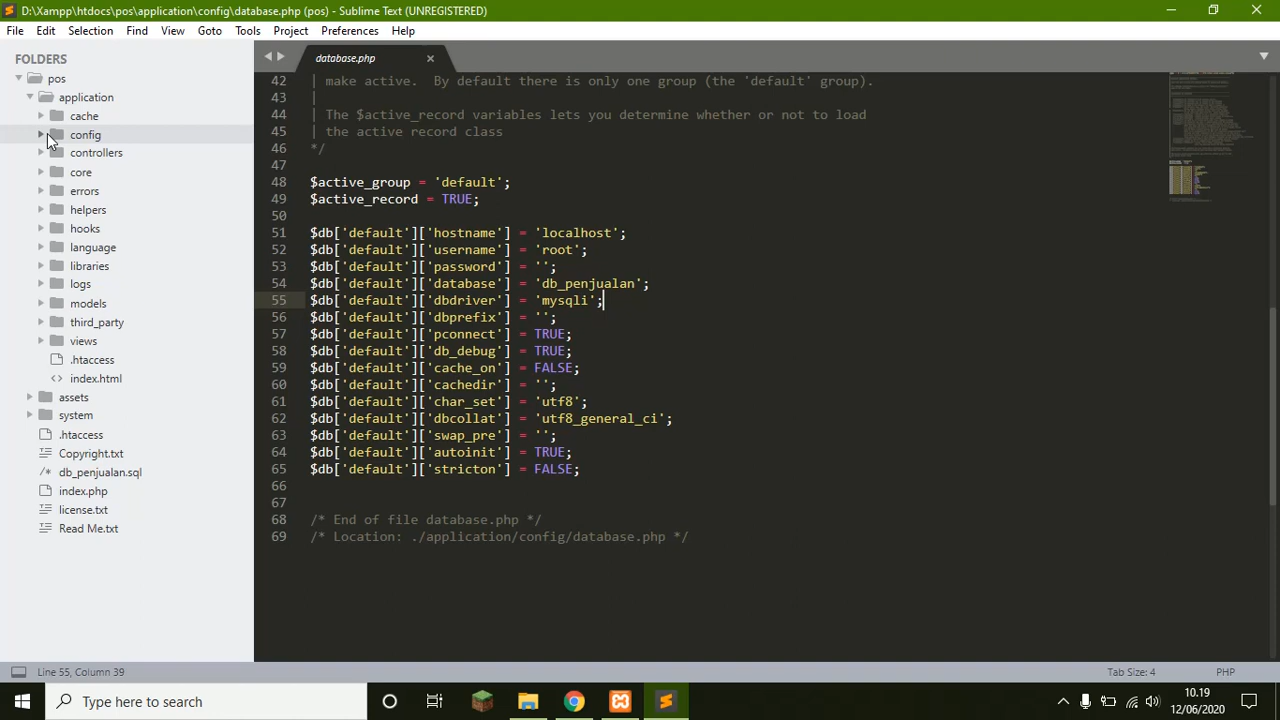 D:\Xampp\htdocs\pos\application\config\database.php (pos) - Sublime Text (UNREGISTERED)
File Edit Selection Find View Goto Tools Project Preferences Help
FOLDERS
pos
application
cache
config
controllers
core
errors
helpers
hooks
language
libraries
logs
models
third_party
views
.htaccess
<> index.html
assets
system
.htaccess
Copyright.txt
/* db_penjualan.sql
index.php
license.txt
Read Me.txt
database.php
42 | make active.  By default there is only one group (the 'default' group).
43 |
44 | The $active_record variables lets you determine whether or not to load
45 | the active record class
46 */
47
48 $active_group = 'default';
49 $active_record = TRUE;
50
51 $db['default']['hostname'] = 'localhost';
52 $db['default']['username'] = 'root';
53 $db['default']['password'] = '';
54 $db['default']['database'] = 'db_penjualan';
55 $db['default']['dbdriver'] = 'mysqli';
56 $db['default']['dbprefix'] = '';
57 $db['default']['pconnect'] = TRUE;
58 $db['default']['db_debug'] = TRUE;
59 $db['default']['cache_on'] = FALSE;
60 $db['default']['cachedir'] = '';
61 $db['default']['char_set'] = 'utf8';
62 $db['default']['dbcollat'] = 'utf8_general_ci';
63 $db['default']['swap_pre'] = '';
64 $db['default']['autoinit'] = TRUE;
65 $db['default']['stricton'] = FALSE;
66
67
68 /* End of file database.php */
69 /* Location: ./application/config/database.php */
Line 55, Column 39 Tab Size: 4 PHP
Type here to search
10.19
12/06/2020